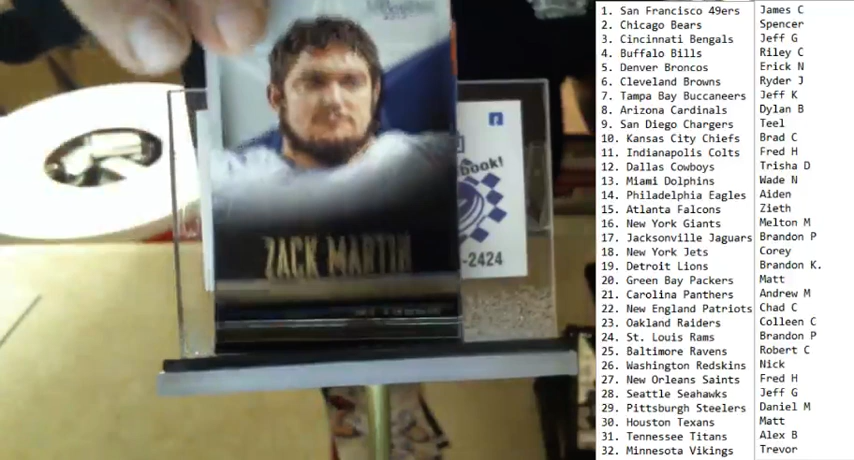 ZACK MARTIN
book!
-2424
1. San Francisco 49ers James C
2. Chicago Bears Spencer
3. Cincinnati Bengals Jeff G
4. Buffalo Bills Riley C
5. Denver Broncos Erick N
6. Cleveland Browns Ryder J
7. Tampa Bay Buccaneers Jeff K
8. Arizona Cardinals Dylan B
9. San Diego Chargers Teel
10. Kansas City Chiefs Brad C
11. Indianapolis Colts Fred H
12. Dallas Cowboys Trisha D
13. Miami Dolphins Wade N
14. Philadelphia Eagles Aiden
15. Atlanta Falcons Zieth
16. New York Giants Melton M
17. Jacksonville Jaguars Brandon P
18. New York Jets Corey
19. Detroit Lions Brandon K.
20. Green Bay Packers Matt
21. Carolina Panthers Andrew M
22. New England Patriots Chad C
23. Oakland Raiders Colleen C
24. St. Louis Rams Brandon P
25. Baltimore Ravens Robert C
26. Washington Redskins Nick
27. New Orleans Saints Fred H
28. Seattle Seahawks Jeff G
29. Pittsburgh Steelers Daniel M
30. Houston Texans Matt
31. Tennessee Titans Alex B
32. Minnesota Vikings Trevor